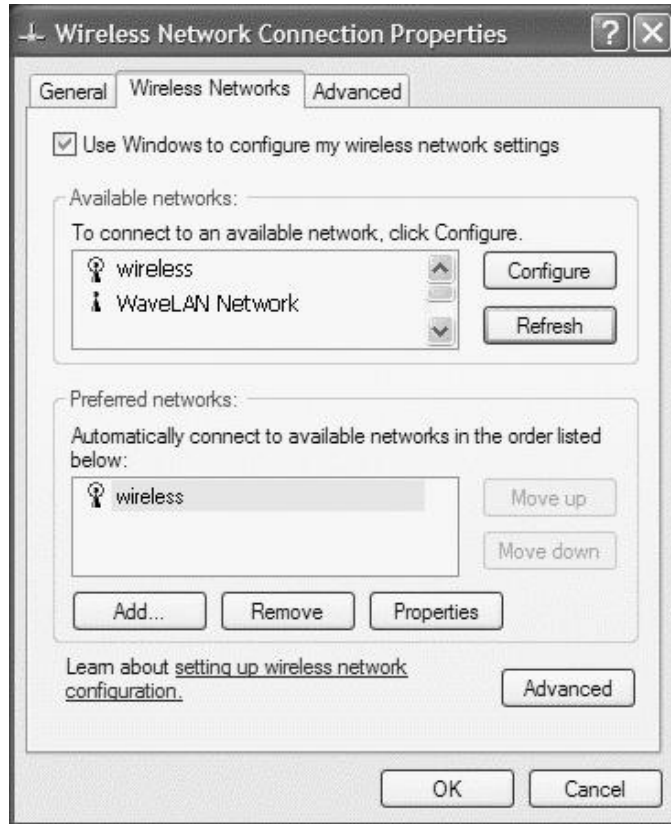 Wireless Network Connection Properties
General
Wireless Networks
Advanced
Use Windows to configure my wireless network settings
Available networks:
To connect to an available network, click Configure.
wireless
WaveLAN Network
Configure
Refresh
Preferred networks:
Automatically connect to available networks in the order listed
below:
wireless
Move up
Move down
Add...
Remove
Properties
Learn about setting up wireless network
configuration.
Advanced
OK
Cancel